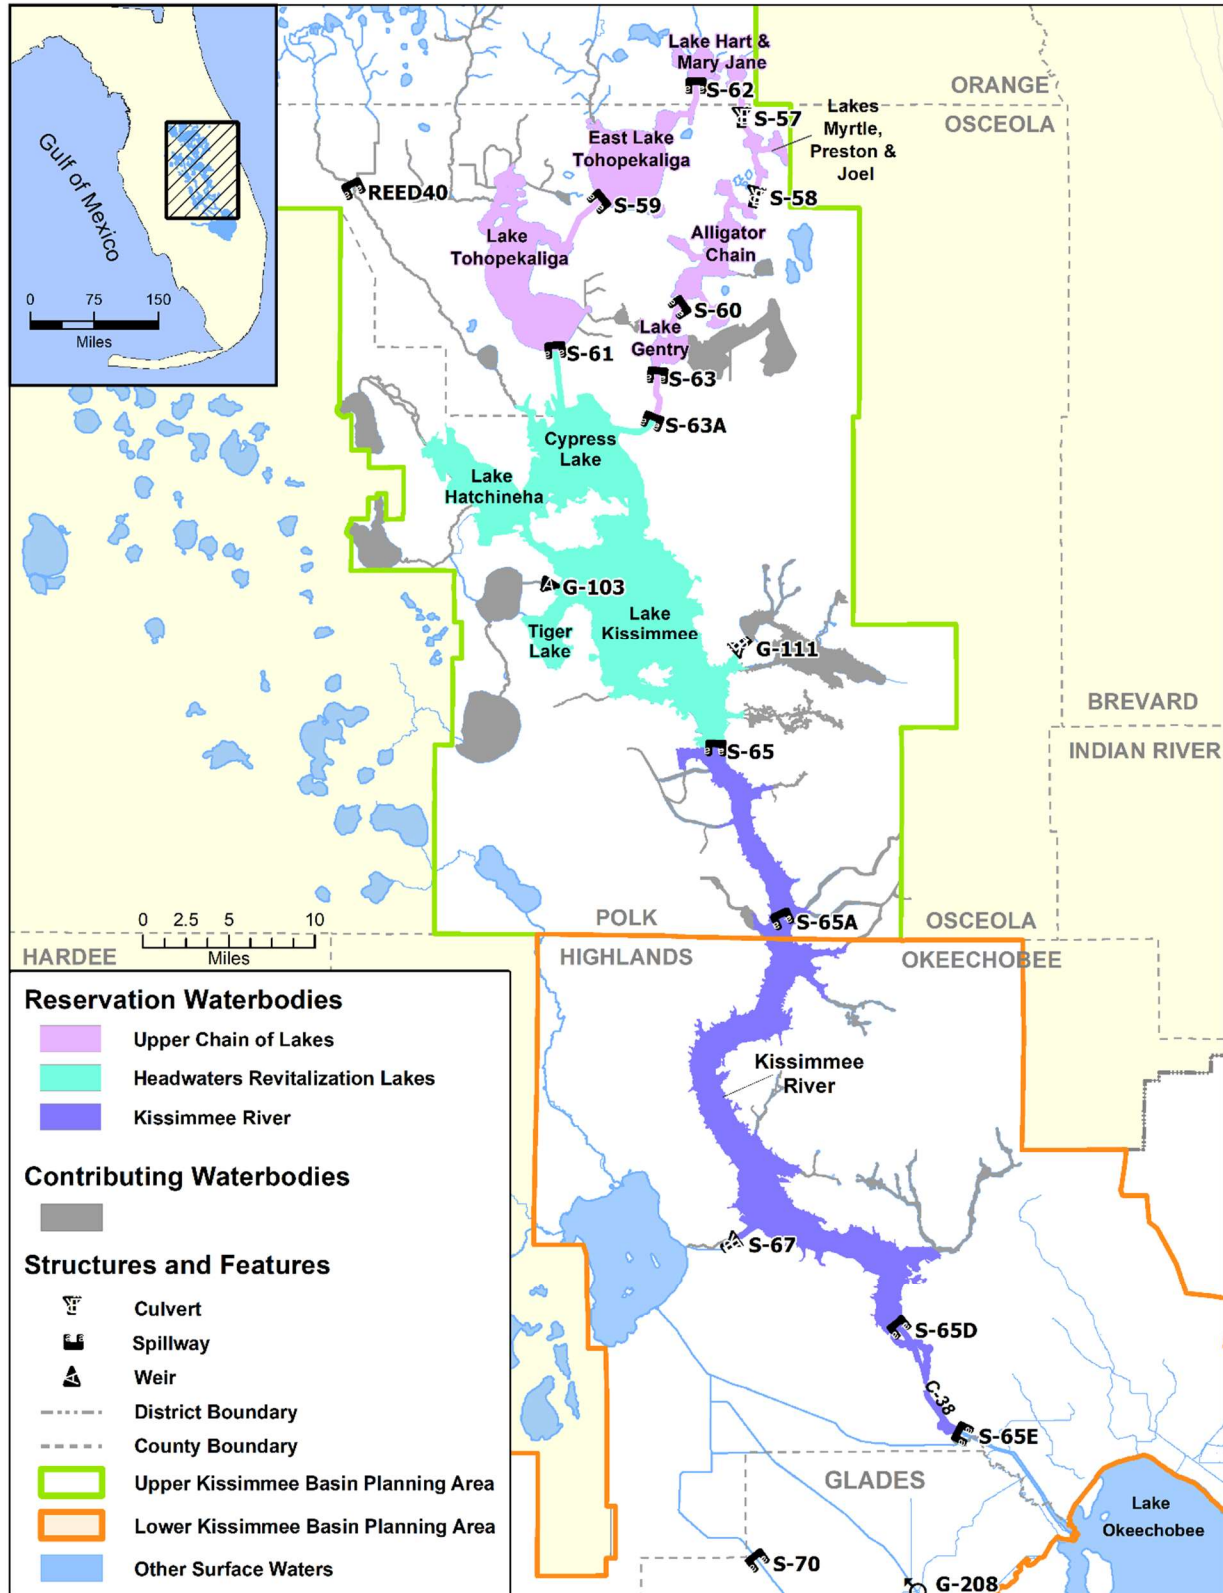 Gulf of Mexico
0 75 150
Miles
Lake Hart &
Mary Jane
S-62
ORANGE
OSCEOLA
S-57
Lakes
Myrtle,
Preston &
Joel
East Lake
Tohopekaliga
REED40
S-59
S-58
Lake
Tohopekaliga
Alligator
Chain
S-60
Lake
Gentry
S-61
S-63
S-63A
Cypress
Lake
Lake
Hatchineha
G-103
Lake
Kissimmee
Tiger
Lake
G-111
BREVARD
INDIAN RIVER
S-65
0 2.5 5 10
Miles
POLK
S-65A
OSCEOLA
HARDEE
HIGHLANDS
OKEECHOBEE
Kissimmee
River
S-67
S-65D
C-38
S-65E
GLADES
Lake
Okeechobee
S-70
G-208
Reservation Waterbodies
Upper Chain of Lakes
Headwaters Revitalization Lakes
Kissimmee River
Contributing Waterbodies
Structures and Features
Culvert
Spillway
Weir
District Boundary
County Boundary
Upper Kissimmee Basin Planning Area
Lower Kissimmee Basin Planning Area
Other Surface Waters